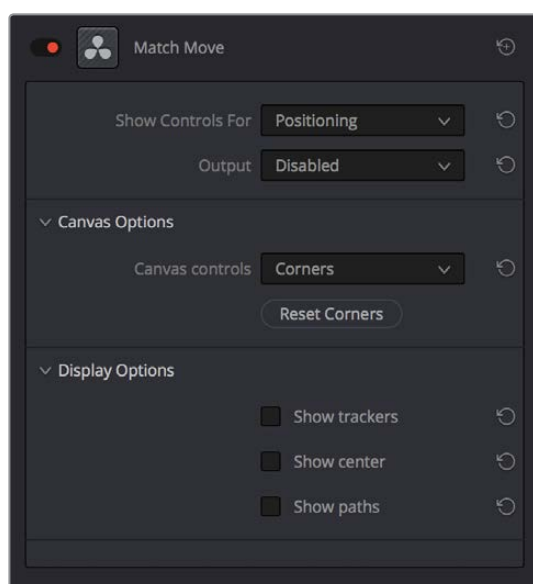 Match Move
Show Controls For Positioning
Output Disabled
Canvas Options
Canvas controls Corners
Reset Corners
Display Options
Show trackers
Show center
Show paths